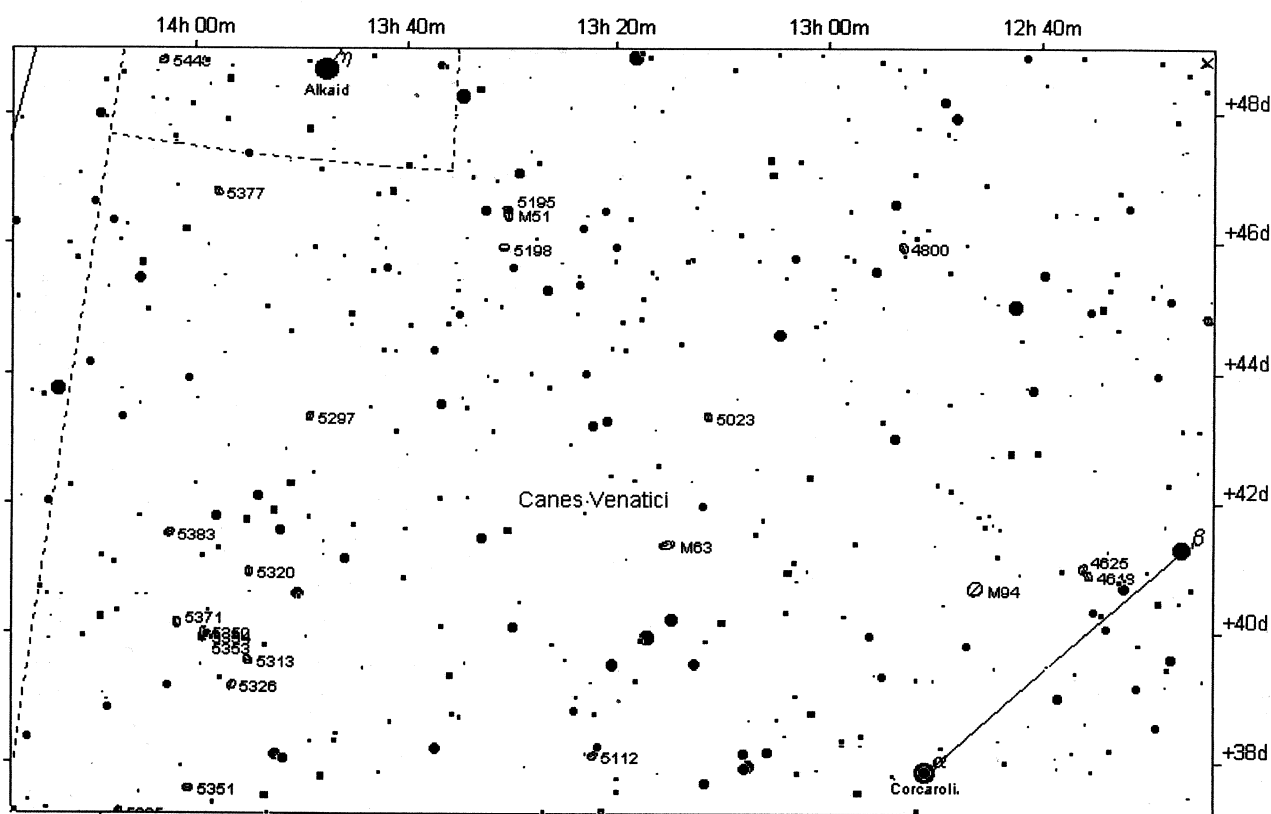 14h 00m 13h 40m 13h 20m 13h 00m 12h 40m
η
Alkaid
+48d
5377
5195
M51
5198
+46d
4800
+44d
5297
5023
+42d
Canes Venatici
5383
M63
β
5320
4625
M94
5371
+40d
5353
5313
5326
5112
+38d
α
Corcaroli.
5351